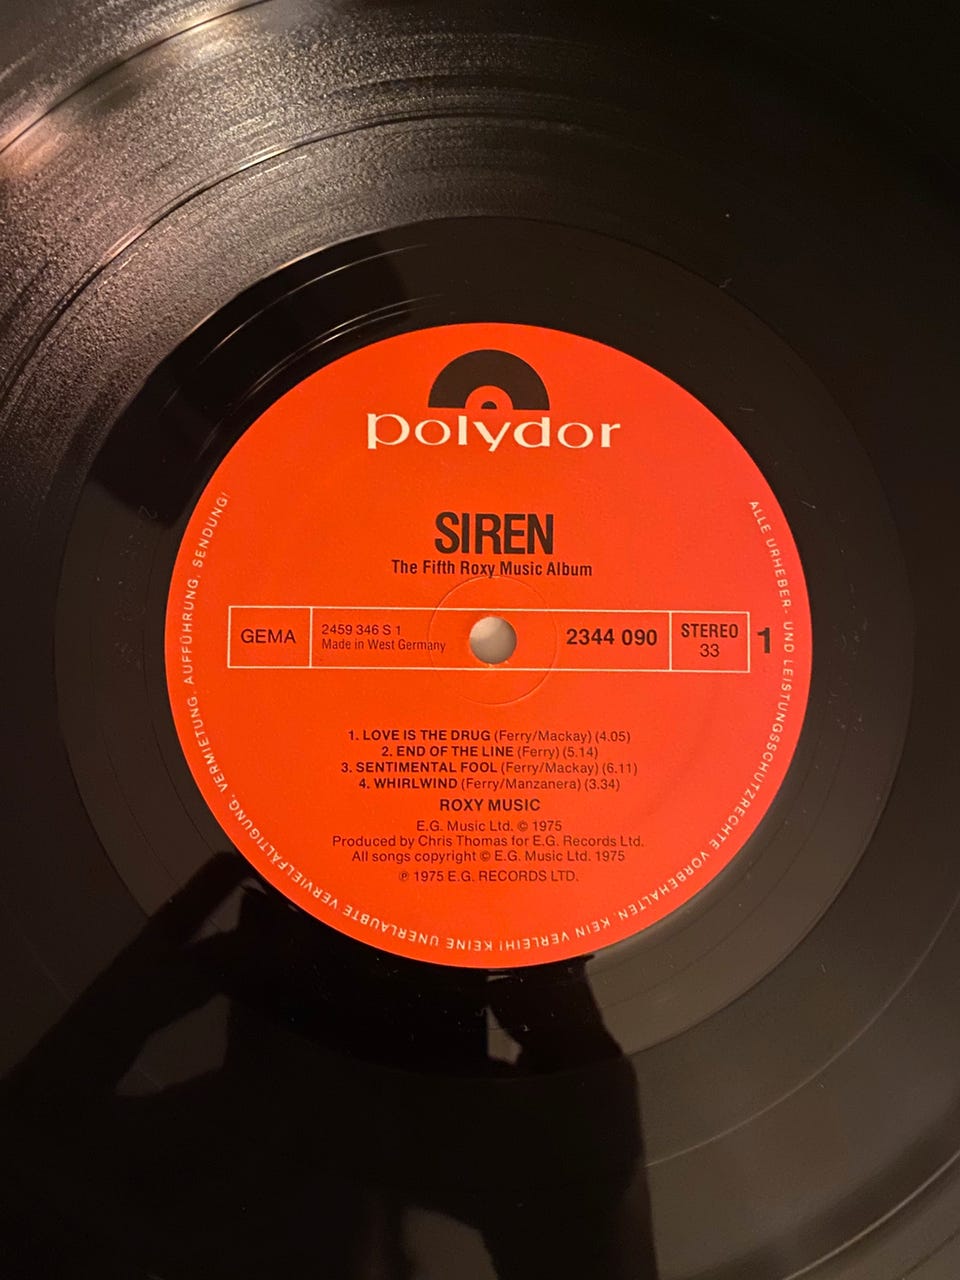 polydor
SIREN
The Fifth Roxy Music Album
GEMA
2459 346 S 1
Made in West Germany
2344 090
STEREO
33
1
1. LOVE IS THE DRUG (Ferry/Mackay) (4.05)
2. END OF THE LINE (Ferry) (5.14)
3. SENTIMENTAL FOOL (Ferry/Mackay) (6.11)
4. WHIRLWIND (Ferry/Manzanera) (3.34)
ROXY MUSIC
E.G. Music Ltd. © 1975
Produced by Chris Thomas for E.G. Records Ltd.
All songs copyright © E.G. Music Ltd. 1975
℗ 1975 E.G. RECORDS LTD.
ALLE URHEBER- UND LEISTUNGSSCHUTZRECHTE VORBEHALTEN. KEIN VERLEIH! KEINE UNERLAUBTE VERVIELFÄLTIGUNG, VERMIETUNG, AUFFÜHRUNG, SENDUNG!